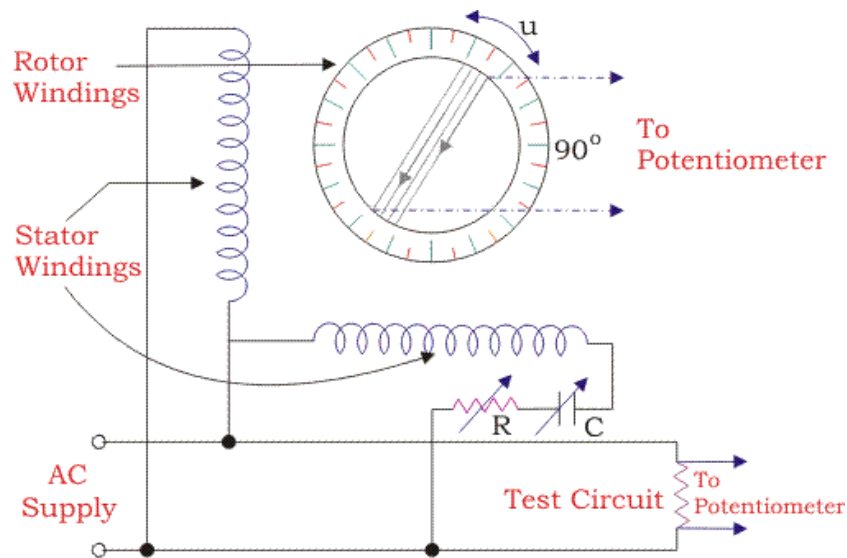 u
Rotor
Windings
To
Potentiometer
90°
Stator
Windings
R
C
AC
Supply
Test Circuit
To
Potentiometer